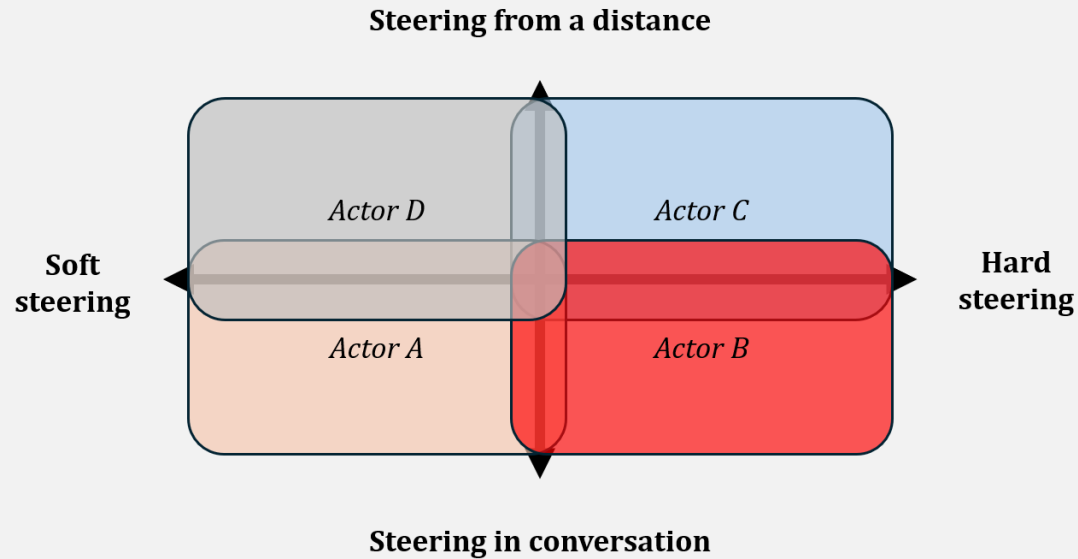 Steering from a distance
Actor D
Actor C
Soft
steering
Hard
steering
Actor A
Actor B
Steering in conversation